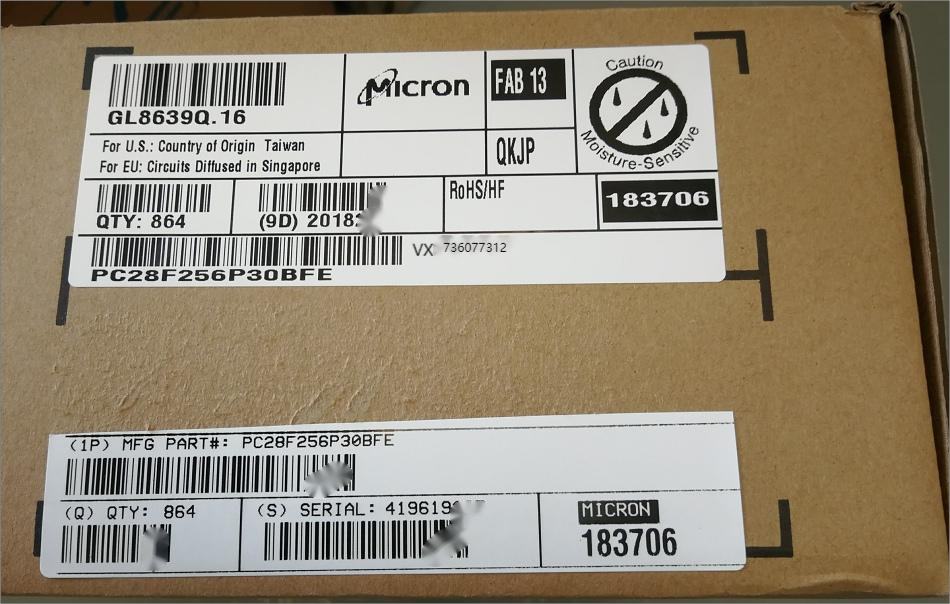 GL8639Q.16
Micron
FAB 13
Caution
Moisture-Sensitive
For U.S.: Country of Origin Taiwan
For EU: Circuits Diffused in Singapore
QKJP
QTY: 864
(9D) 2018
RoHS/HF
183706
VX 736077312
PC28F256P30BFE
(1P) MFG PART#: PC28F256P30BFE
(Q) QTY: 864
(S) SERIAL: 419619
MICRON
183706